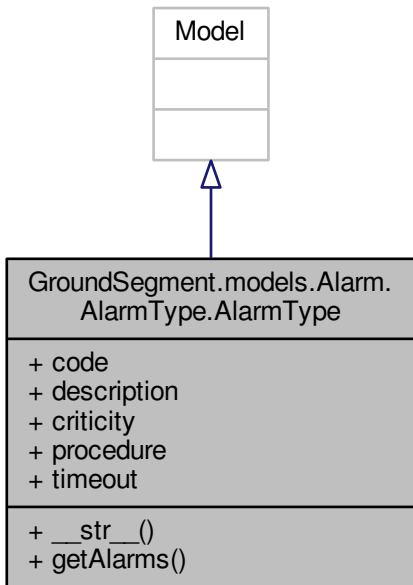 Model
GroundSegment.models.Alarm.
AlarmType.AlarmType
+ code
+ description
+ criticity
+ procedure
+ timeout
+ __str__()
+ getAlarms()